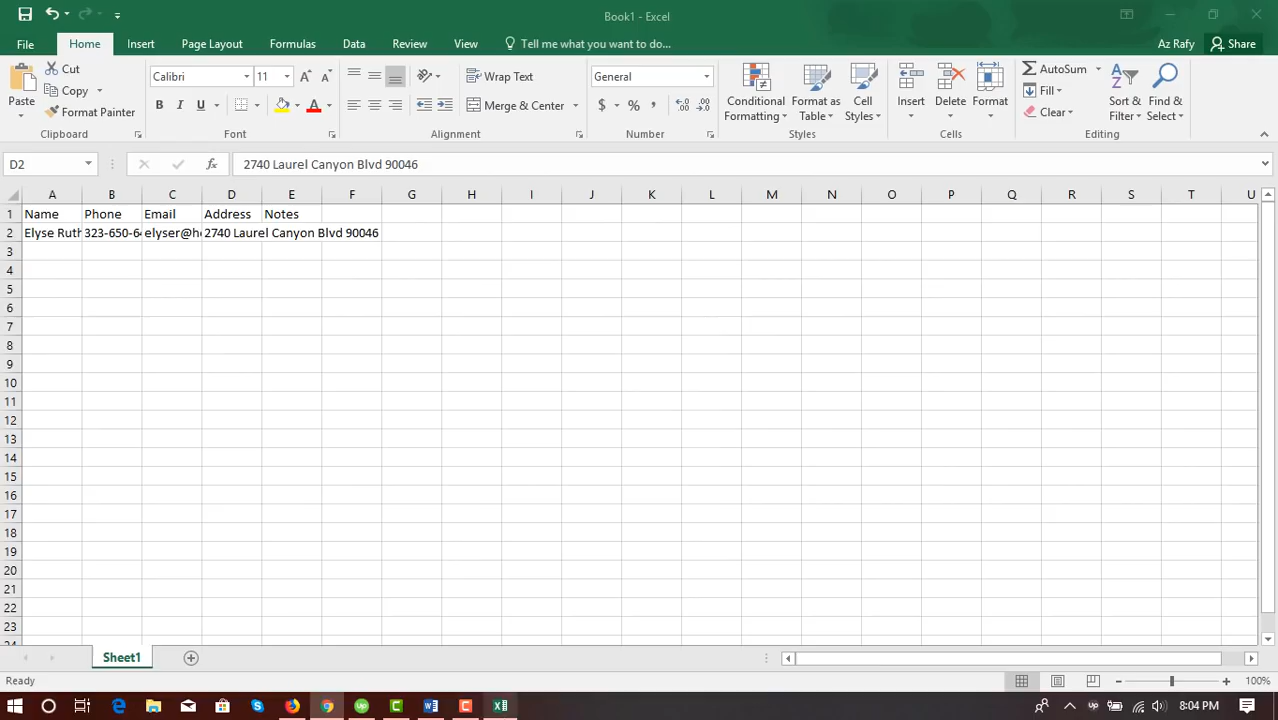 Book1 - Excel
File Home Insert Page Layout Formulas Data Review View Tell me what you want to do... Az Rafy Share
Paste Cut Copy Format Painter Clipboard
Calibri 11 B I U A A A Font
Wrap Text Merge & Center Alignment
General $ % , Number
Conditional Formatting Format as Table Cell Styles Styles
Insert Delete Format Cells
AutoSum Fill Clear Sort & Filter Find & Select Editing
D2 fx 2740 Laurel Canyon Blvd 90046
A B C D E F G H I J K L M N O P Q R S T U
1 Name Phone Email Address Notes
2 Elyse Ruth 323-650-64 elyser@ho 2740 Laurel Canyon Blvd 90046
3
4
5
6
7
8
9
10
11
12
13
14
15
16
17
18
19
20
21
22
23
24
Sheet1
Ready 100%
8:04 PM